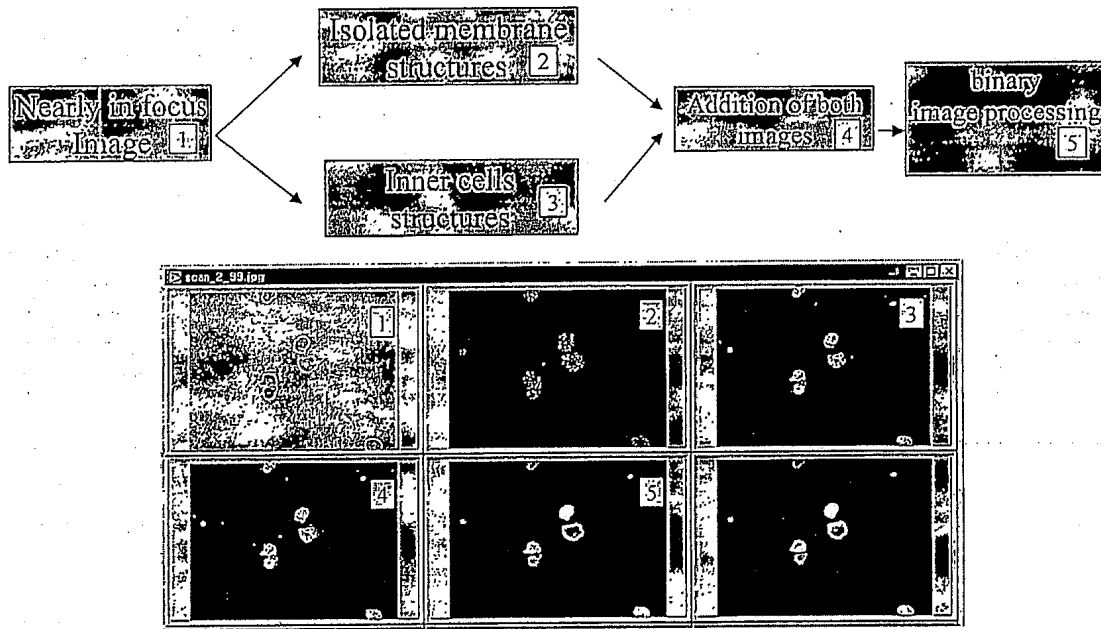 Isolated membrane
structures 2
Nearly in focus
Image 1
Addition of both
images 4
binary
image processing
5
Inner cells
structures 3
scan_2_99.jpg
1
2
3
4
5